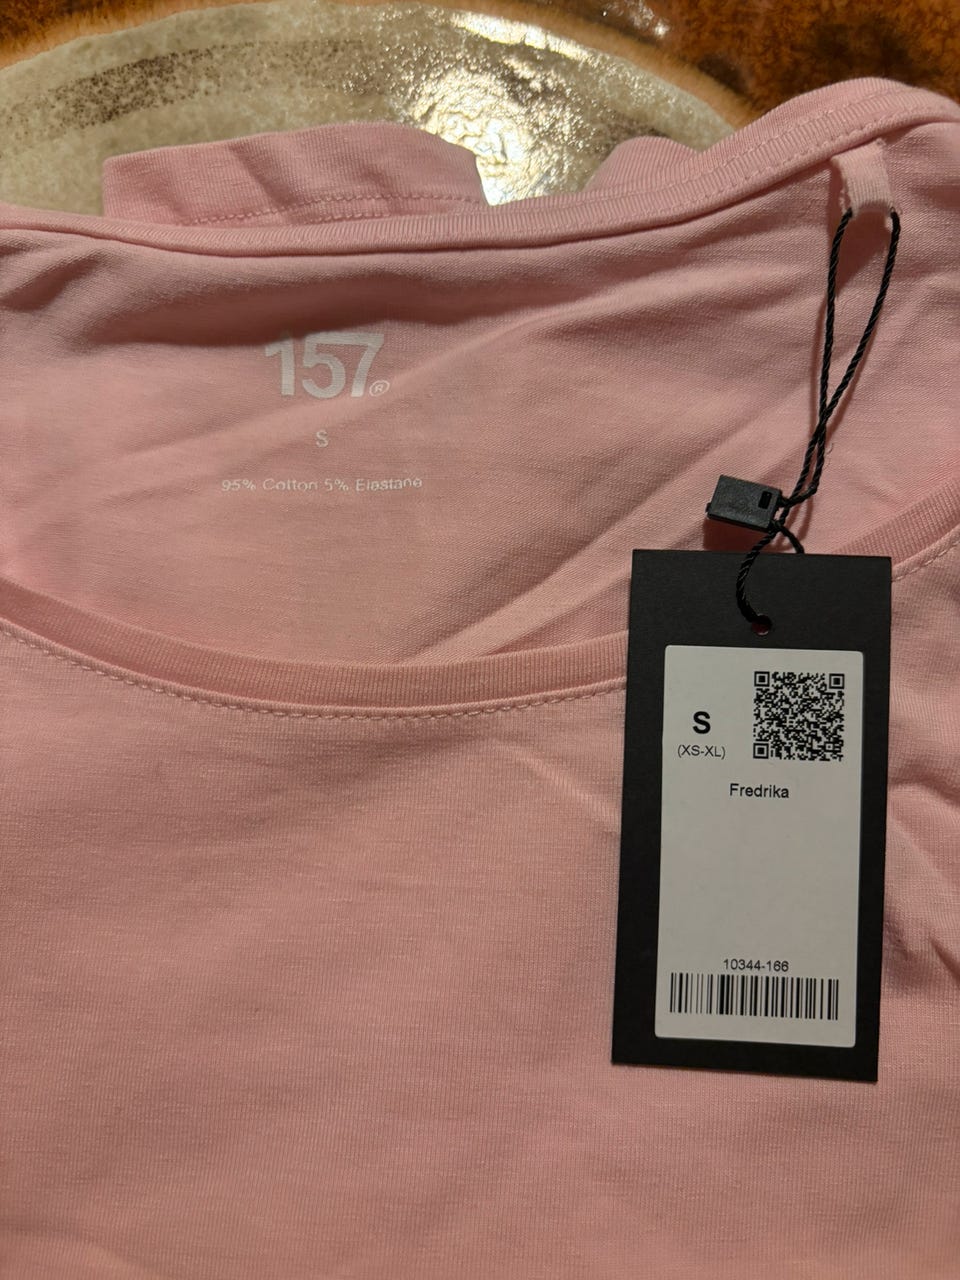 157®
S
95% Cotton 5% Elastane
S
(XS-XL)
Fredrika
10344-166